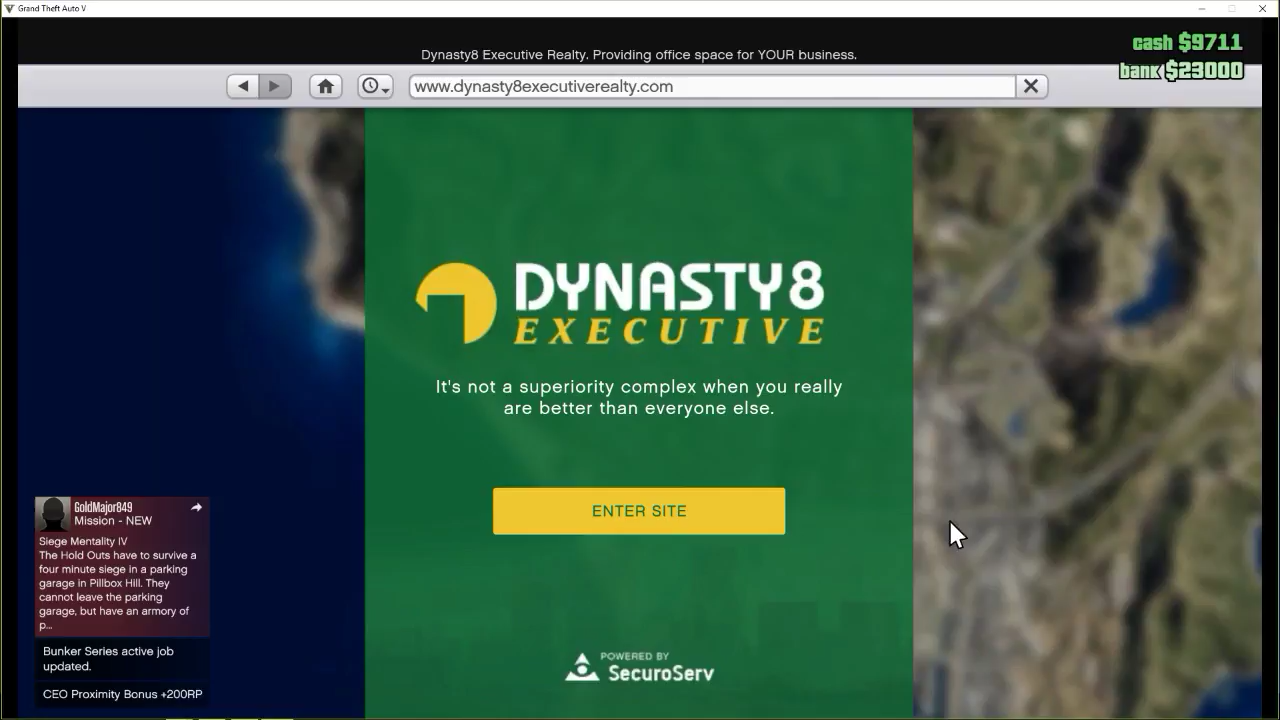 Grand Theft Auto V
Dynasty8 Executive Realty. Providing office space for YOUR business.
cash $9711
bank $23000
www.dynasty8executiverealty.com
DYNASTY 8
EXECUTIVE
It's not a superiority complex when you really
are better than everyone else.
ENTER SITE
GoldMajor849
Mission - NEW
Siege Mentality IV
The Hold Outs have to survive a
four minute siege in a parking
garage in Pillbox Hill. They
cannot leave the parking
garage, but have an armory of
p...
Bunker Series active job
updated.
CEO Proximity Bonus +200RP
POWERED BY
SecuroServ